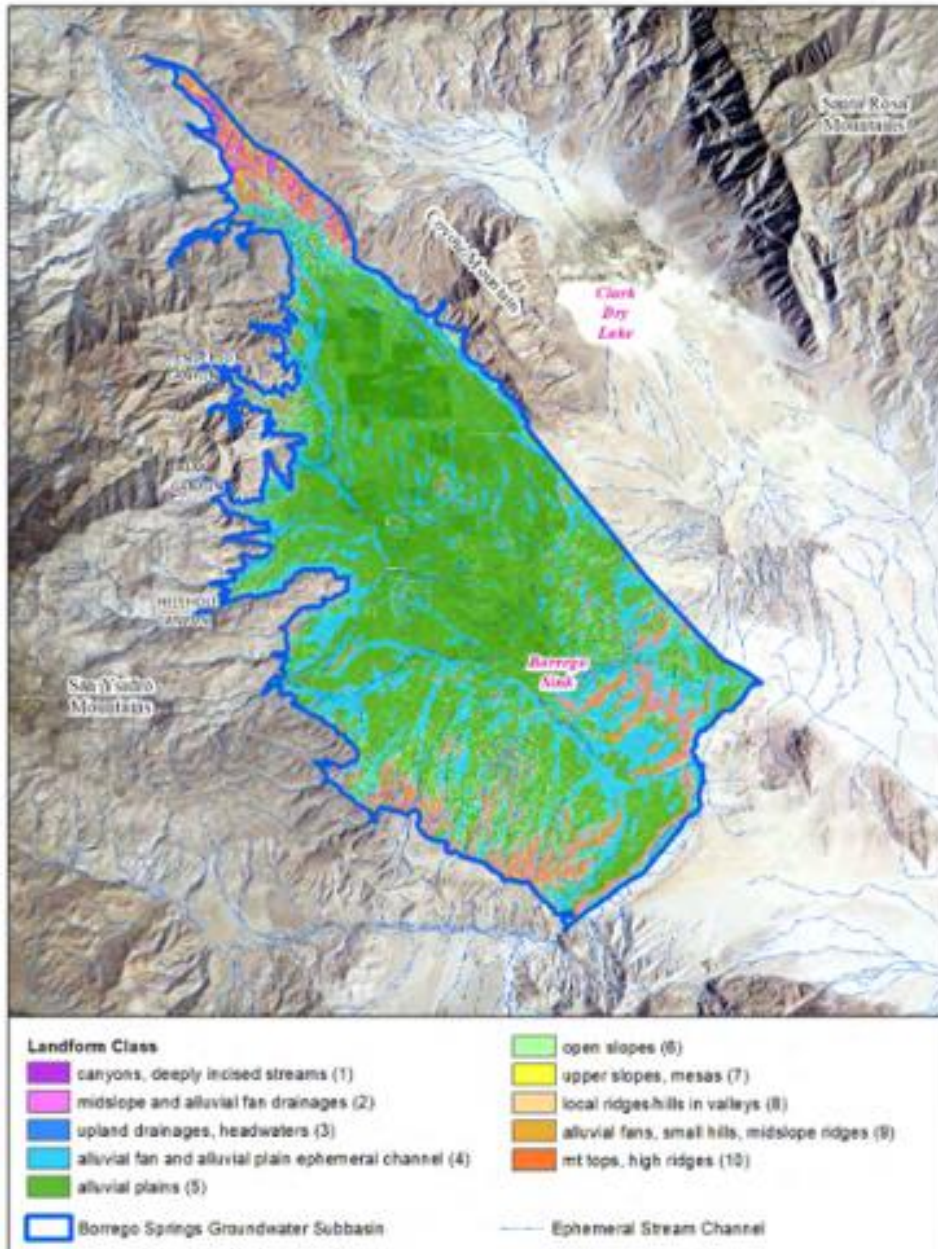 Santa Rosa
Mountains
Coyote Mountain
Clark
Dry
Lake
Borrego
Sink
San Ysidro
Mountains
Landform Class
canyons, deeply incised streams (1)
midslope and alluvial fan drainages (2)
upland drainages, headwaters (3)
alluvial fan and alluvial plain ephemeral channel (4)
alluvial plains (5)
open slopes (6)
upper slopes, mesas (7)
local ridges/hills in valleys (8)
alluvial fans, small hills, midslope ridges (9)
mt tops, high ridges (10)
Borrego Springs Groundwater Subbasin
Ephemeral Stream Channel